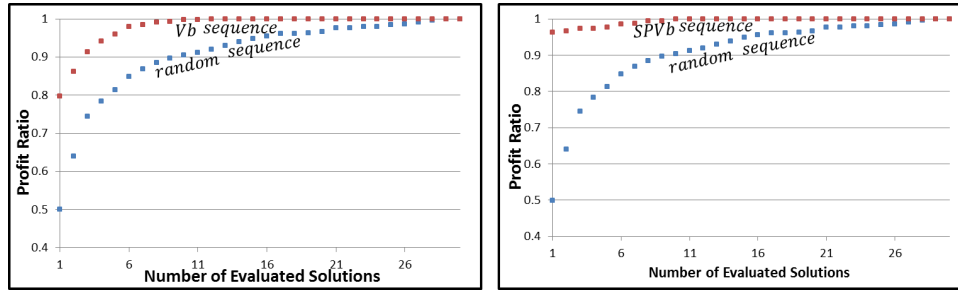 1
0.9
0.8
0.7
0.6
0.5
0.4
Profit Ratio
Vb sequence
random sequence
1 6 11 16 21 26
Number of Evaluated Solutions
1
0.9
0.8
0.7
0.6
0.5
0.4
Profit Ratio
SPVb sequence
random sequence
1 6 11 16 21 26
Number of Evaluated Solutions